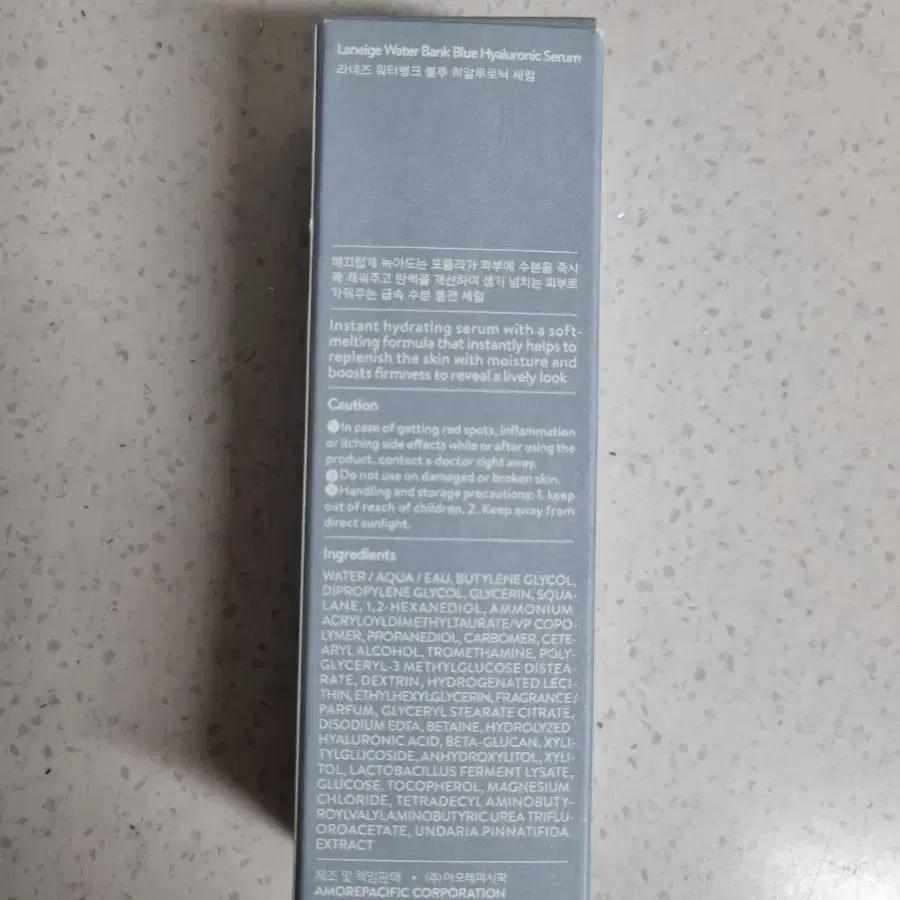 Laneige Water Bank Blue Hyaluronic Serum
라네즈 워터뱅크 블루 히알루로닉 세럼
매끄럽게 녹아드는 포뮬라가 피부에 수분을 즉시
꽉 채워주고 탄력을 개선하여 생기 넘치는 피부로
가꿔주는 급속 수분 충전 세럼
Instant hydrating serum with a soft-
melting formula that instantly helps to
replenish the skin with moisture and
boosts firmness to reveal a lively look
Caution
In case of getting red spots, inflammation
or itching side effects while or after using the
product, contact a doctor right away.
Do not use on damaged or broken skin.
Handling and storage precautions: 1. keep
out of reach of children. 2. Keep away from
direct sunlight.
Ingredients
WATER / AQUA / EAU, BUTYLENE GLYCOL,
DIPROPYLENE GLYCOL, GLYCERIN, SQUA-
LANE, 1,2-HEXANEDIOL, AMMONIUM
ACRYLOYLDIMETHYLTAURATE/VP COPO-
LYMER, PROPANEDIOL, CARBOMER, CETE-
ARYL ALCOHOL, TROMETHAMINE, POLY-
GLYCERYL-3 METHYLGLUCOSE DISTEA-
RATE, DEXTRIN, HYDROGENATED LECI-
THIN, ETHYLHEXYLGLYCERIN, FRAGRANCE /
PARFUM, GLYCERYL STEARATE CITRATE,
DISODIUM EDTA, BETAINE, HYDROLYZED
HYALURONIC ACID, BETA-GLUCAN, XYLI-
TYLGLUCOSIDE, ANHYDROXYLITOL, XYLI-
TOL, LACTOBACILLUS FERMENT LYSATE,
GLUCOSE, TOCOPHEROL, MAGNESIUM
CHLORIDE, TETRADECYL AMINOBUTY-
ROYLVALYLAMINOBUTYRIC UREA TRIFLU-
OROACETATE, UNDARIA PINNATIFIDA
EXTRACT
제조 및 책임판매 • (주)아모레퍼시픽
AMOREPACIFIC CORPORATION